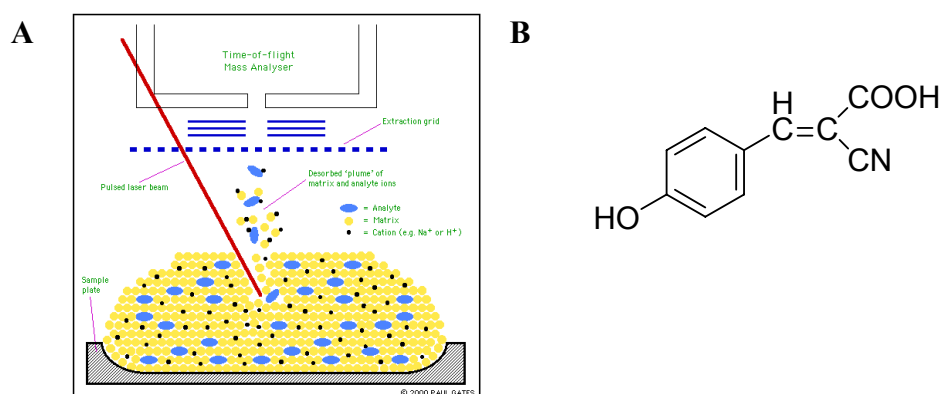 A
B
Time-of-flight
Mass Analyser
Extraction grid
Pulsed laser beam
Desorbed 'plume' of
matrix and analyte ions
= Analyte
= Matrix
= Cation (e.g. Na⁺ or H⁺)
Sample
plate
© 2000 PAUL GATES
H
COOH
C=C
CN
HO